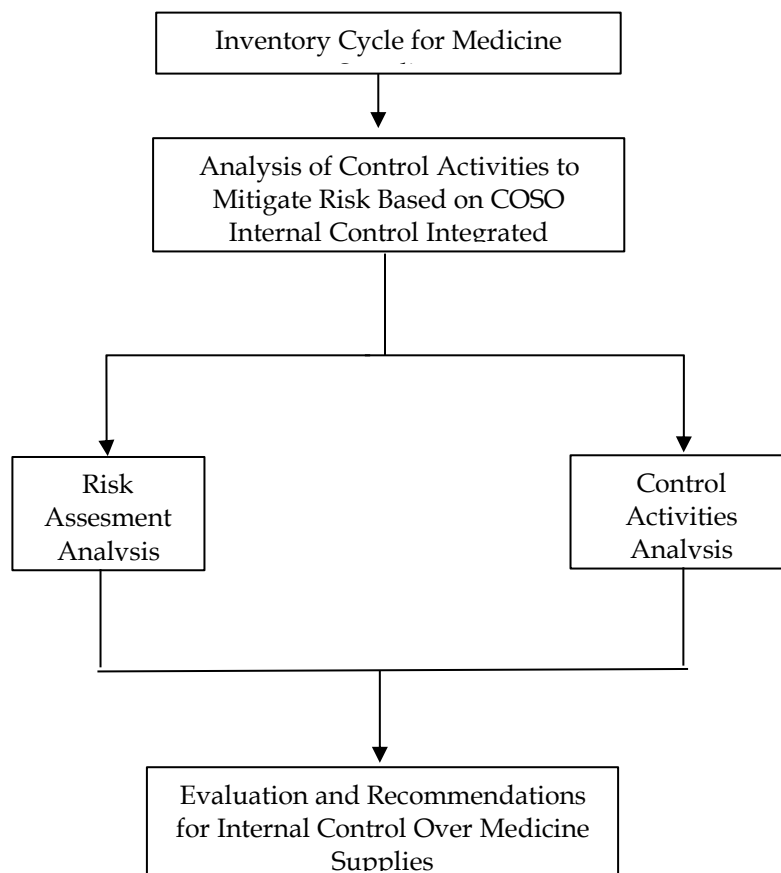 Inventory Cycle for Medicine
Analysis of Control Activities to
Mitigate Risk Based on COSO
Internal Control Integrated
Risk
Assesment
Analysis
Control
Activities
Analysis
Evaluation and Recommendations
for Internal Control Over Medicine
Supplies